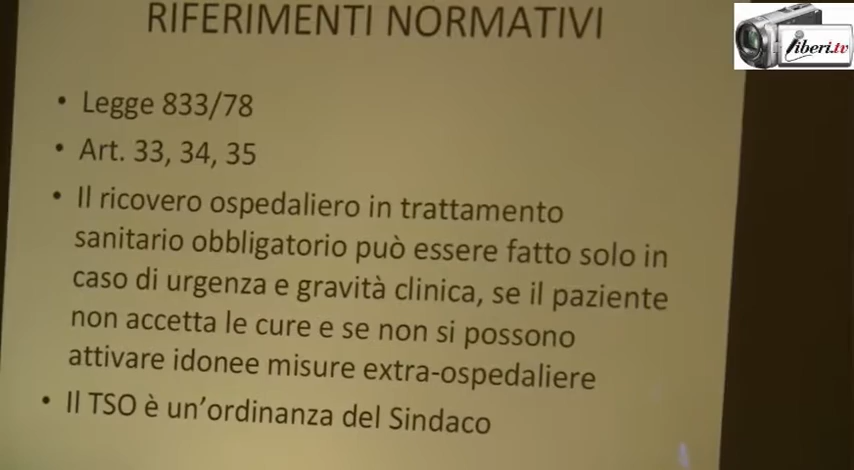 RIFERIMENTI NORMATIVI
liberi.tv
• Legge 833/78
• Art. 33, 34, 35
• Il ricovero ospedaliero in trattamento
sanitario obbligatorio può essere fatto solo in
caso di urgenza e gravità clinica, se il paziente
non accetta le cure e se non si possono
attivare idonee misure extra-ospedaliere
• Il TSO è un'ordinanza del Sindaco